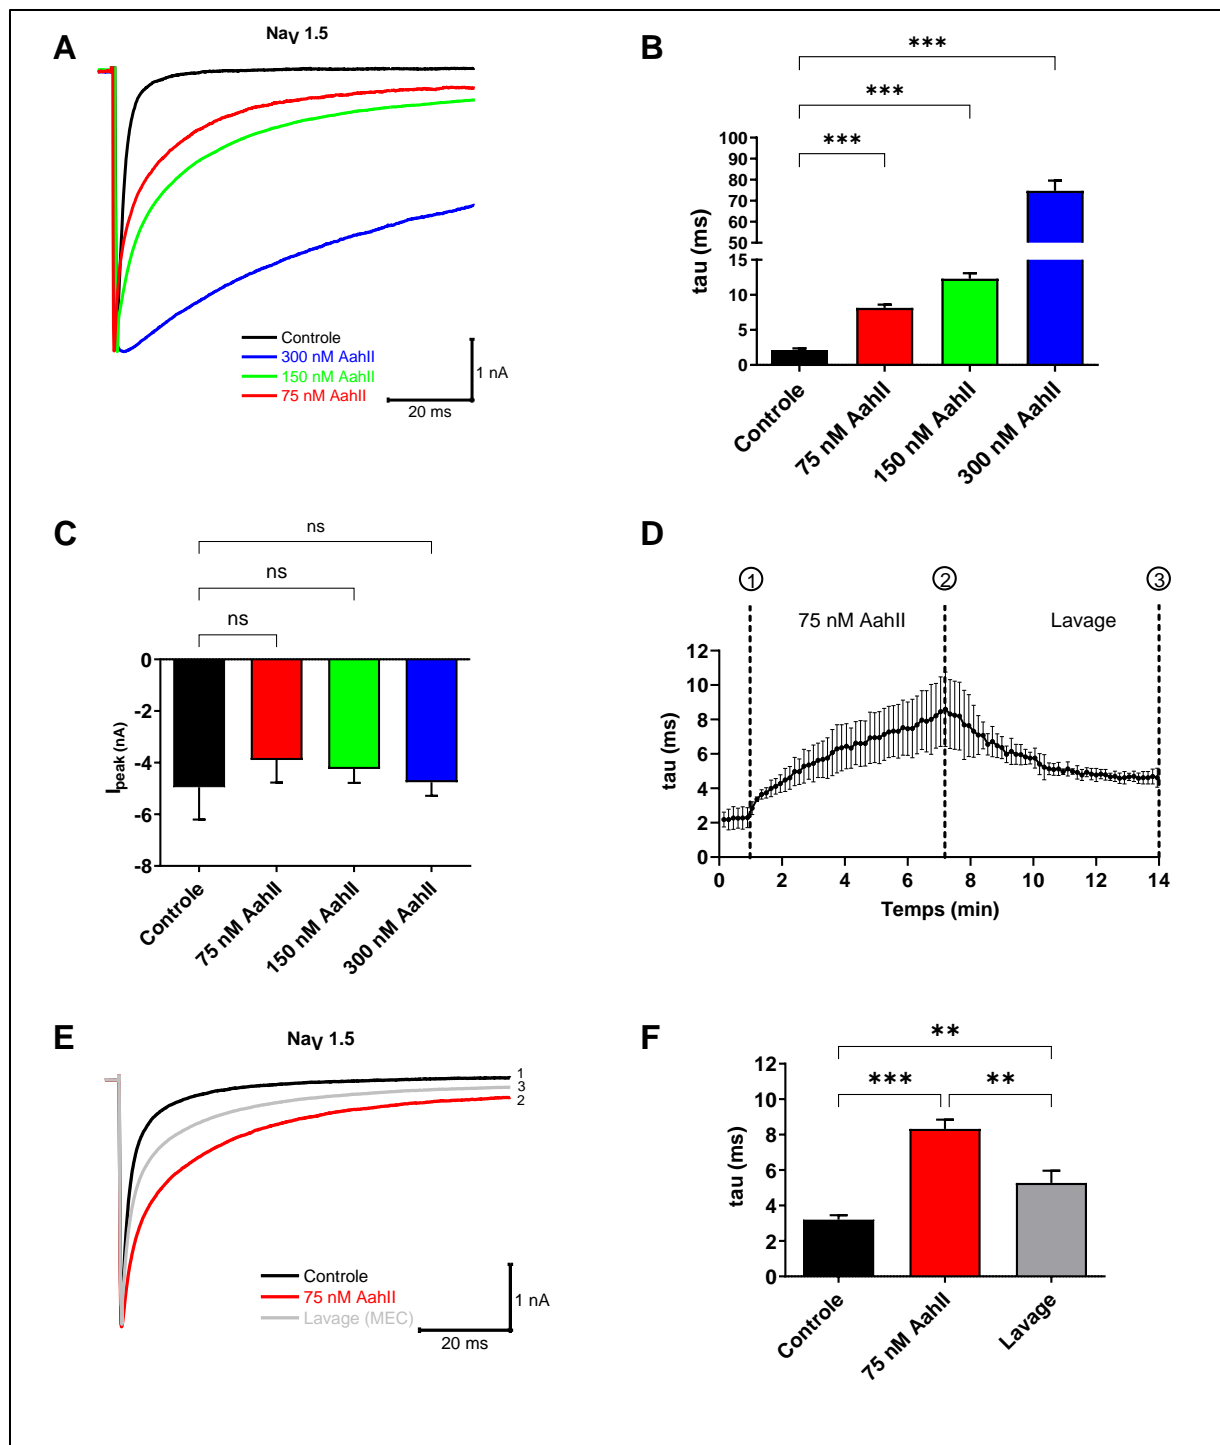 A
Nav 1.5
Controle
300 nM AahII
150 nM AahII
75 nM AahII
1 nA
20 ms
B
***
***
***
100
90
80
70
60
50
15
10
5
0
tau (ms)
Controle
75 nM AahII
150 nM AahII
300 nM AahII
C
ns
ns
ns
0
-2
-4
-6
-8
Ipeak (nA)
Controle
75 nM AahII
150 nM AahII
300 nM AahII
D
1
2
3
75 nM AahII
Lavage
12
10
8
6
4
2
0
tau (ms)
0 2 4 6 8 10 12 14
Temps (min)
E
NaV 1.5
1
3
2
Controle
75 nM AahII
Lavage (MEC)
1 nA
20 ms
F
**
*** **
12
10
8
6
4
2
0
tau (ms)
Controle
75 nM AahII
Lavage